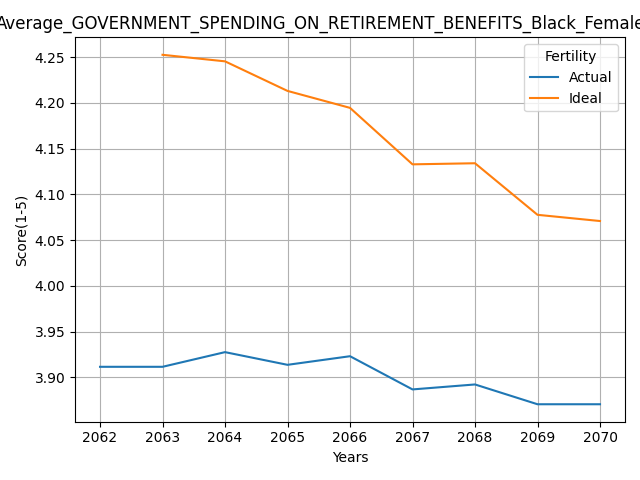 Average_GOVERNMENT_SPENDING_ON_RETIREMENT_BENEFITS_Black_Female
Fertility
Actual
Ideal
4.25
4.20
4.15
4.10
4.05
4.00
3.95
3.90
Score(1-5)
2062 2063 2064 2065 2066 2067 2068 2069 2070
Years